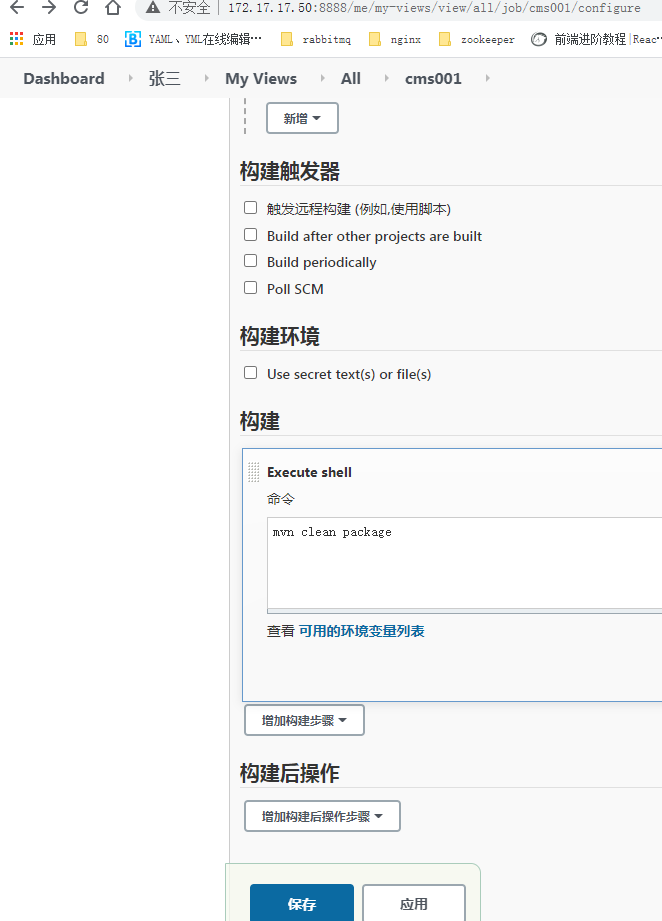 不安全 172.17.17.50:8888/me/my-views/view/all/job/cms001/configure
应用 80 YAML、YML在线编辑… rabbitmq nginx zookeeper 前端进阶教程|Reac…
Dashboard 张三 My Views All cms001
新增
构建触发器
触发远程构建 (例如,使用脚本)
Build after other projects are built
Build periodically
Poll SCM
构建环境
Use secret text(s) or file(s)
构建
Execute shell
命令
mvn clean package
查看 可用的环境变量列表
增加构建步骤
构建后操作
增加构建后操作步骤
保存 应用